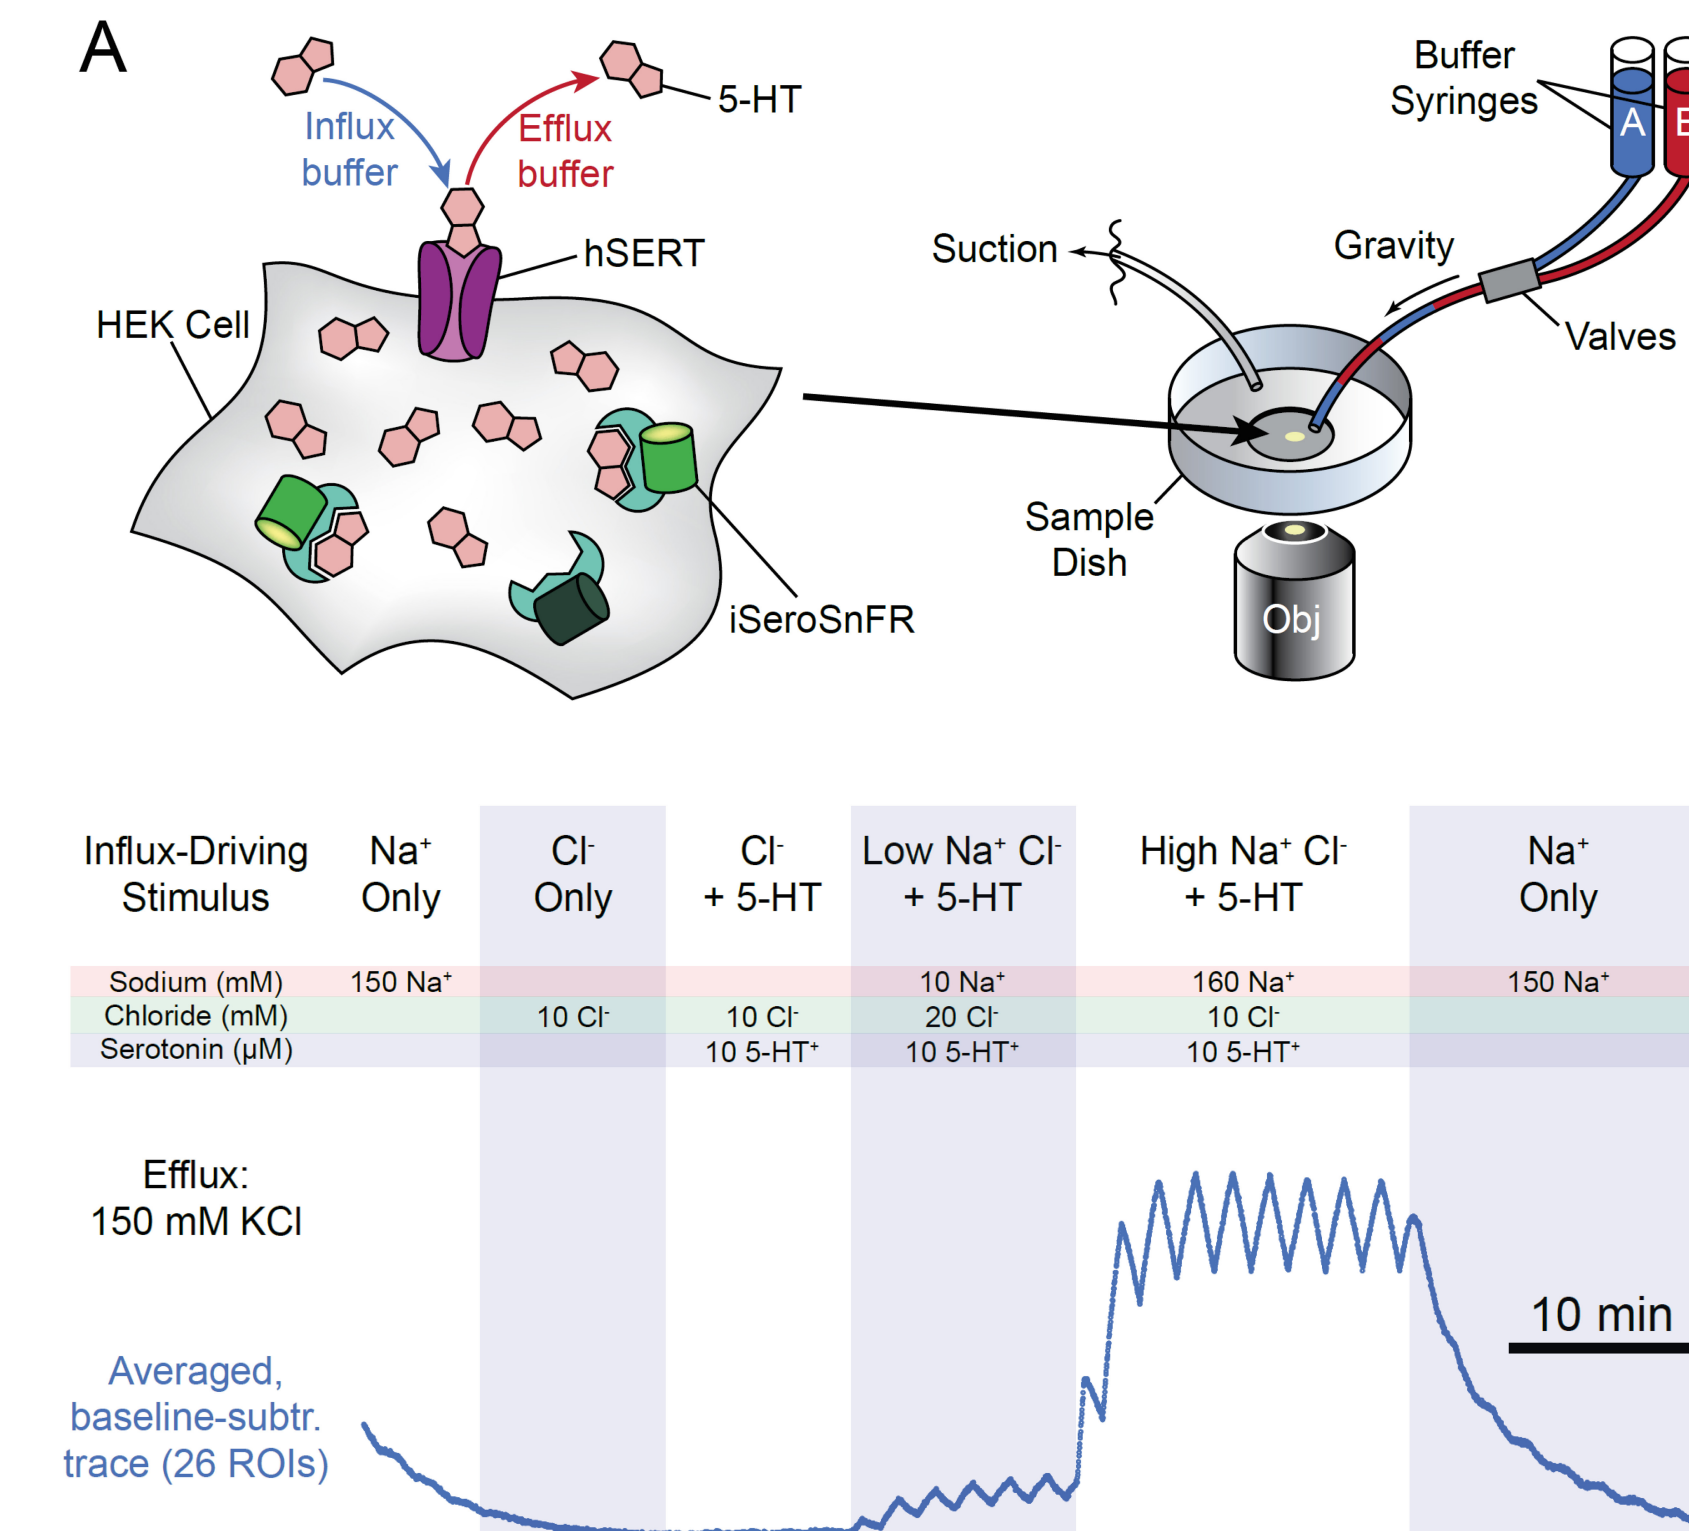 A
5-HT
Influx
buffer
Efflux
buffer
hSERT
HEK Cell
iSeroSnFR
Buffer
Syringes
A
Suction
Gravity
Valves
Sample
Dish
Obj
Influx-Driving
Stimulus
Na⁺
Only
Cl⁻
Only
Cl⁻
+ 5-HT
Low Na⁺ Cl⁻
+ 5-HT
High Na⁺ Cl⁻
+ 5-HT
Na⁺
Only
Sodium (mM) 150 Na⁺ 10 Na⁺ 160 Na⁺ 150 Na⁺
Chloride (mM) 10 Cl⁻ 10 Cl⁻ 20 Cl⁻ 10 Cl⁻
Serotonin (µM) 10 5-HT⁺ 10 5-HT⁺ 10 5-HT⁺
Efflux:
150 mM KCl
10 min
Averaged,
baseline-subtr.
trace (26 ROIs)